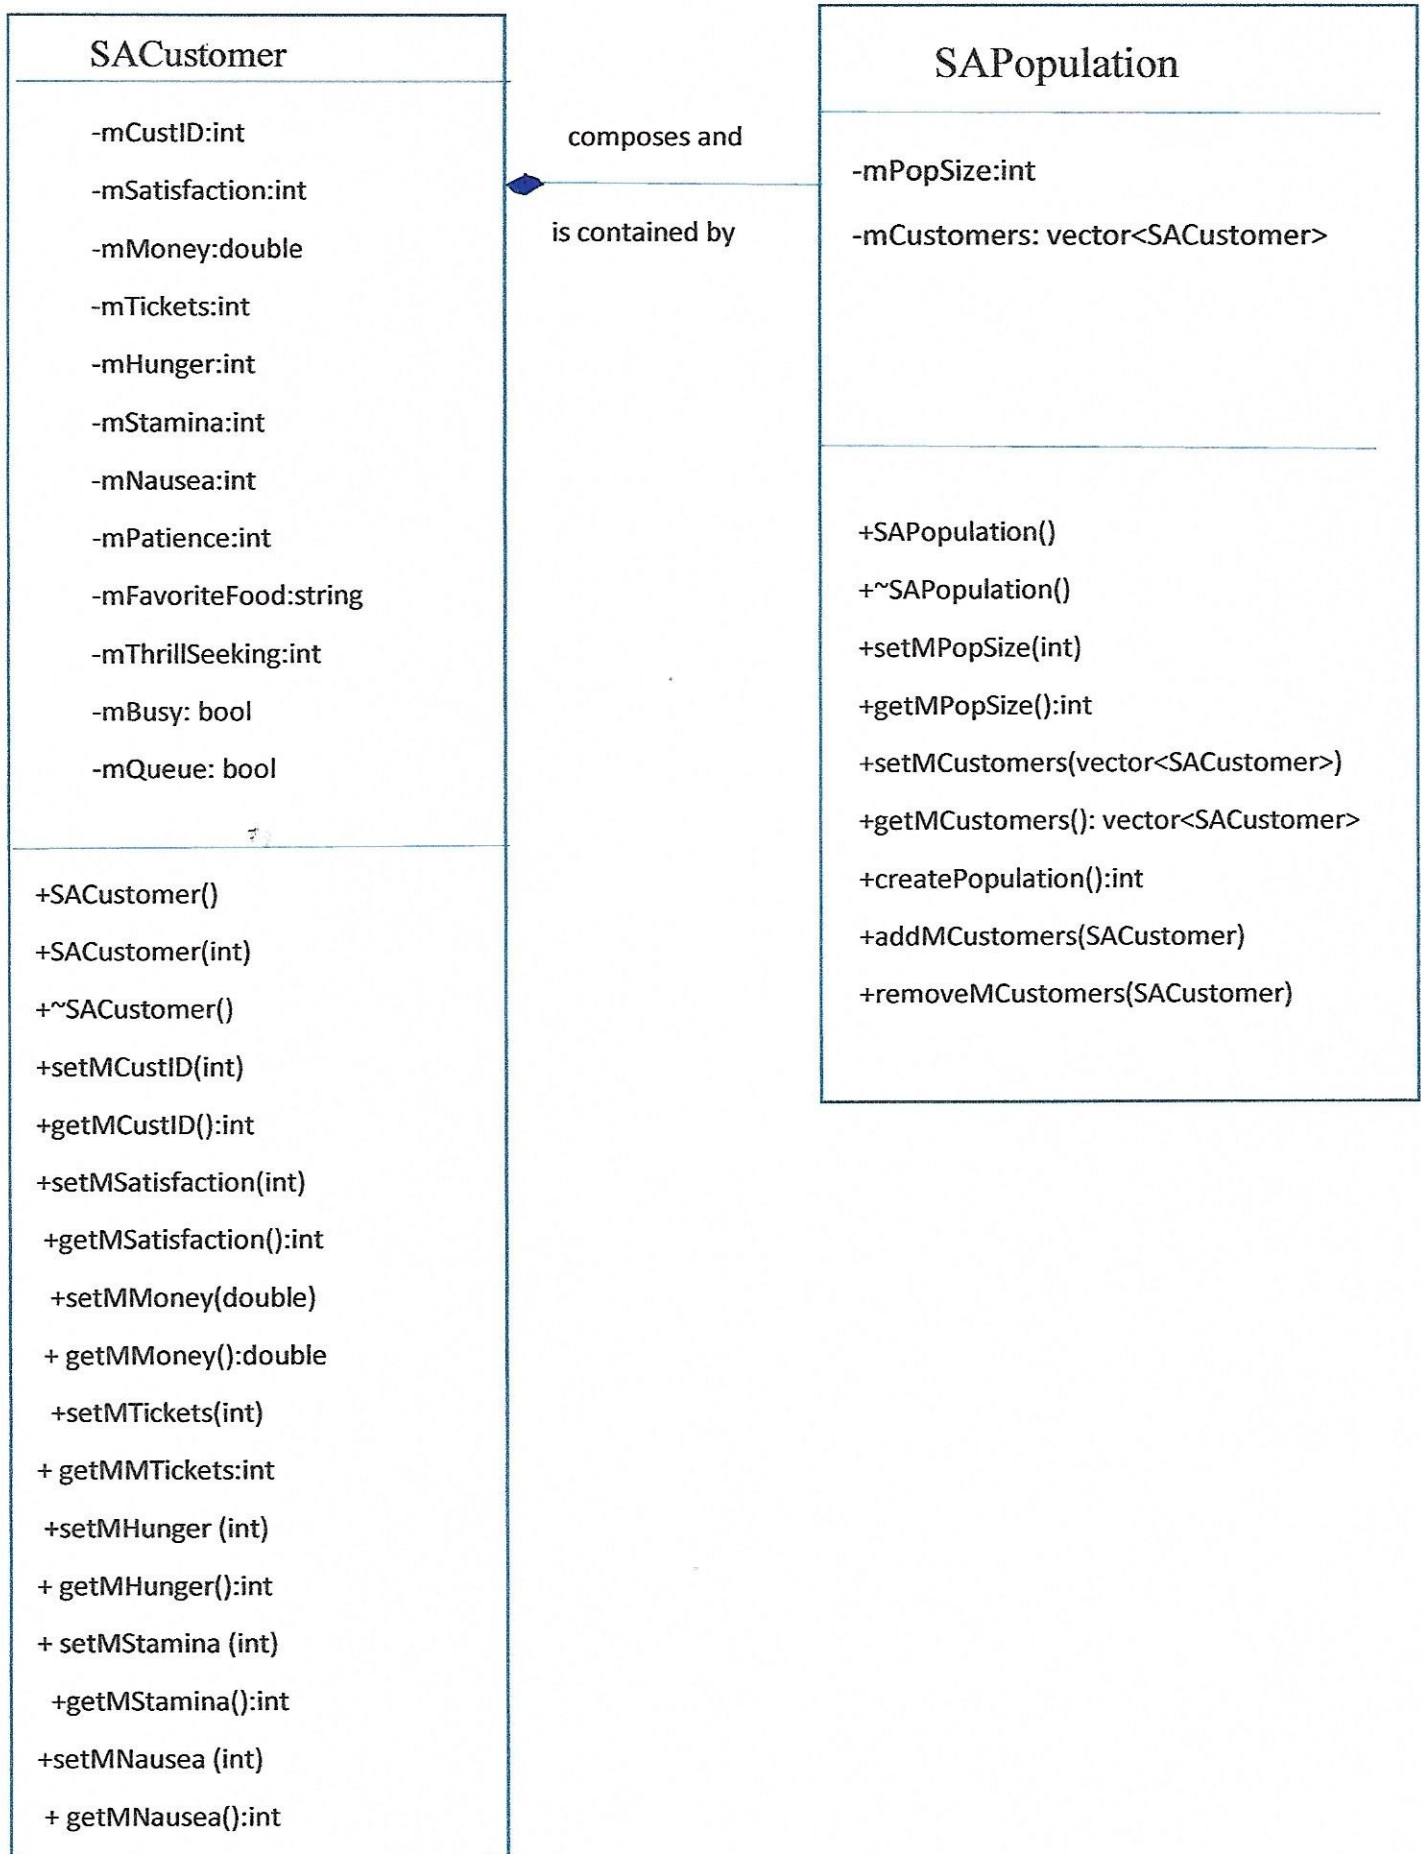 SACustomer
-mCustID:int
-mSatisfaction:int
-mMoney:double
-mTickets:int
-mHunger:int
-mStamina:int
-mNausea:int
-mPatience:int
-mFavoriteFood:string
-mThrillSeeking:int
-mBusy: bool
-mQueue: bool
+SACustomer()
+SACustomer(int)
+~SACustomer()
+setMCustID(int)
+getMCustID():int
+setMSatisfaction(int)
+getMSatisfaction():int
+setMMoney(double)
+ getMMoney():double
+setMTickets(int)
+ getMMTickets:int
+setMHunger (int)
+ getMHunger():int
+ setMStamina (int)
+getMStamina():int
+setMNausea (int)
+ getMNausea():int
composes and
is contained by
SAPopulation
-mPopSize:int
-mCustomers: vector<SACustomer>
+SAPopulation()
+~SAPopulation()
+setMPopSize(int)
+getMPopSize():int
+setMCustomers(vector<SACustomer>)
+getMCustomers(): vector<SACustomer>
+createPopulation():int
+addMCustomers(SACustomer)
+removeMCustomers(SACustomer)